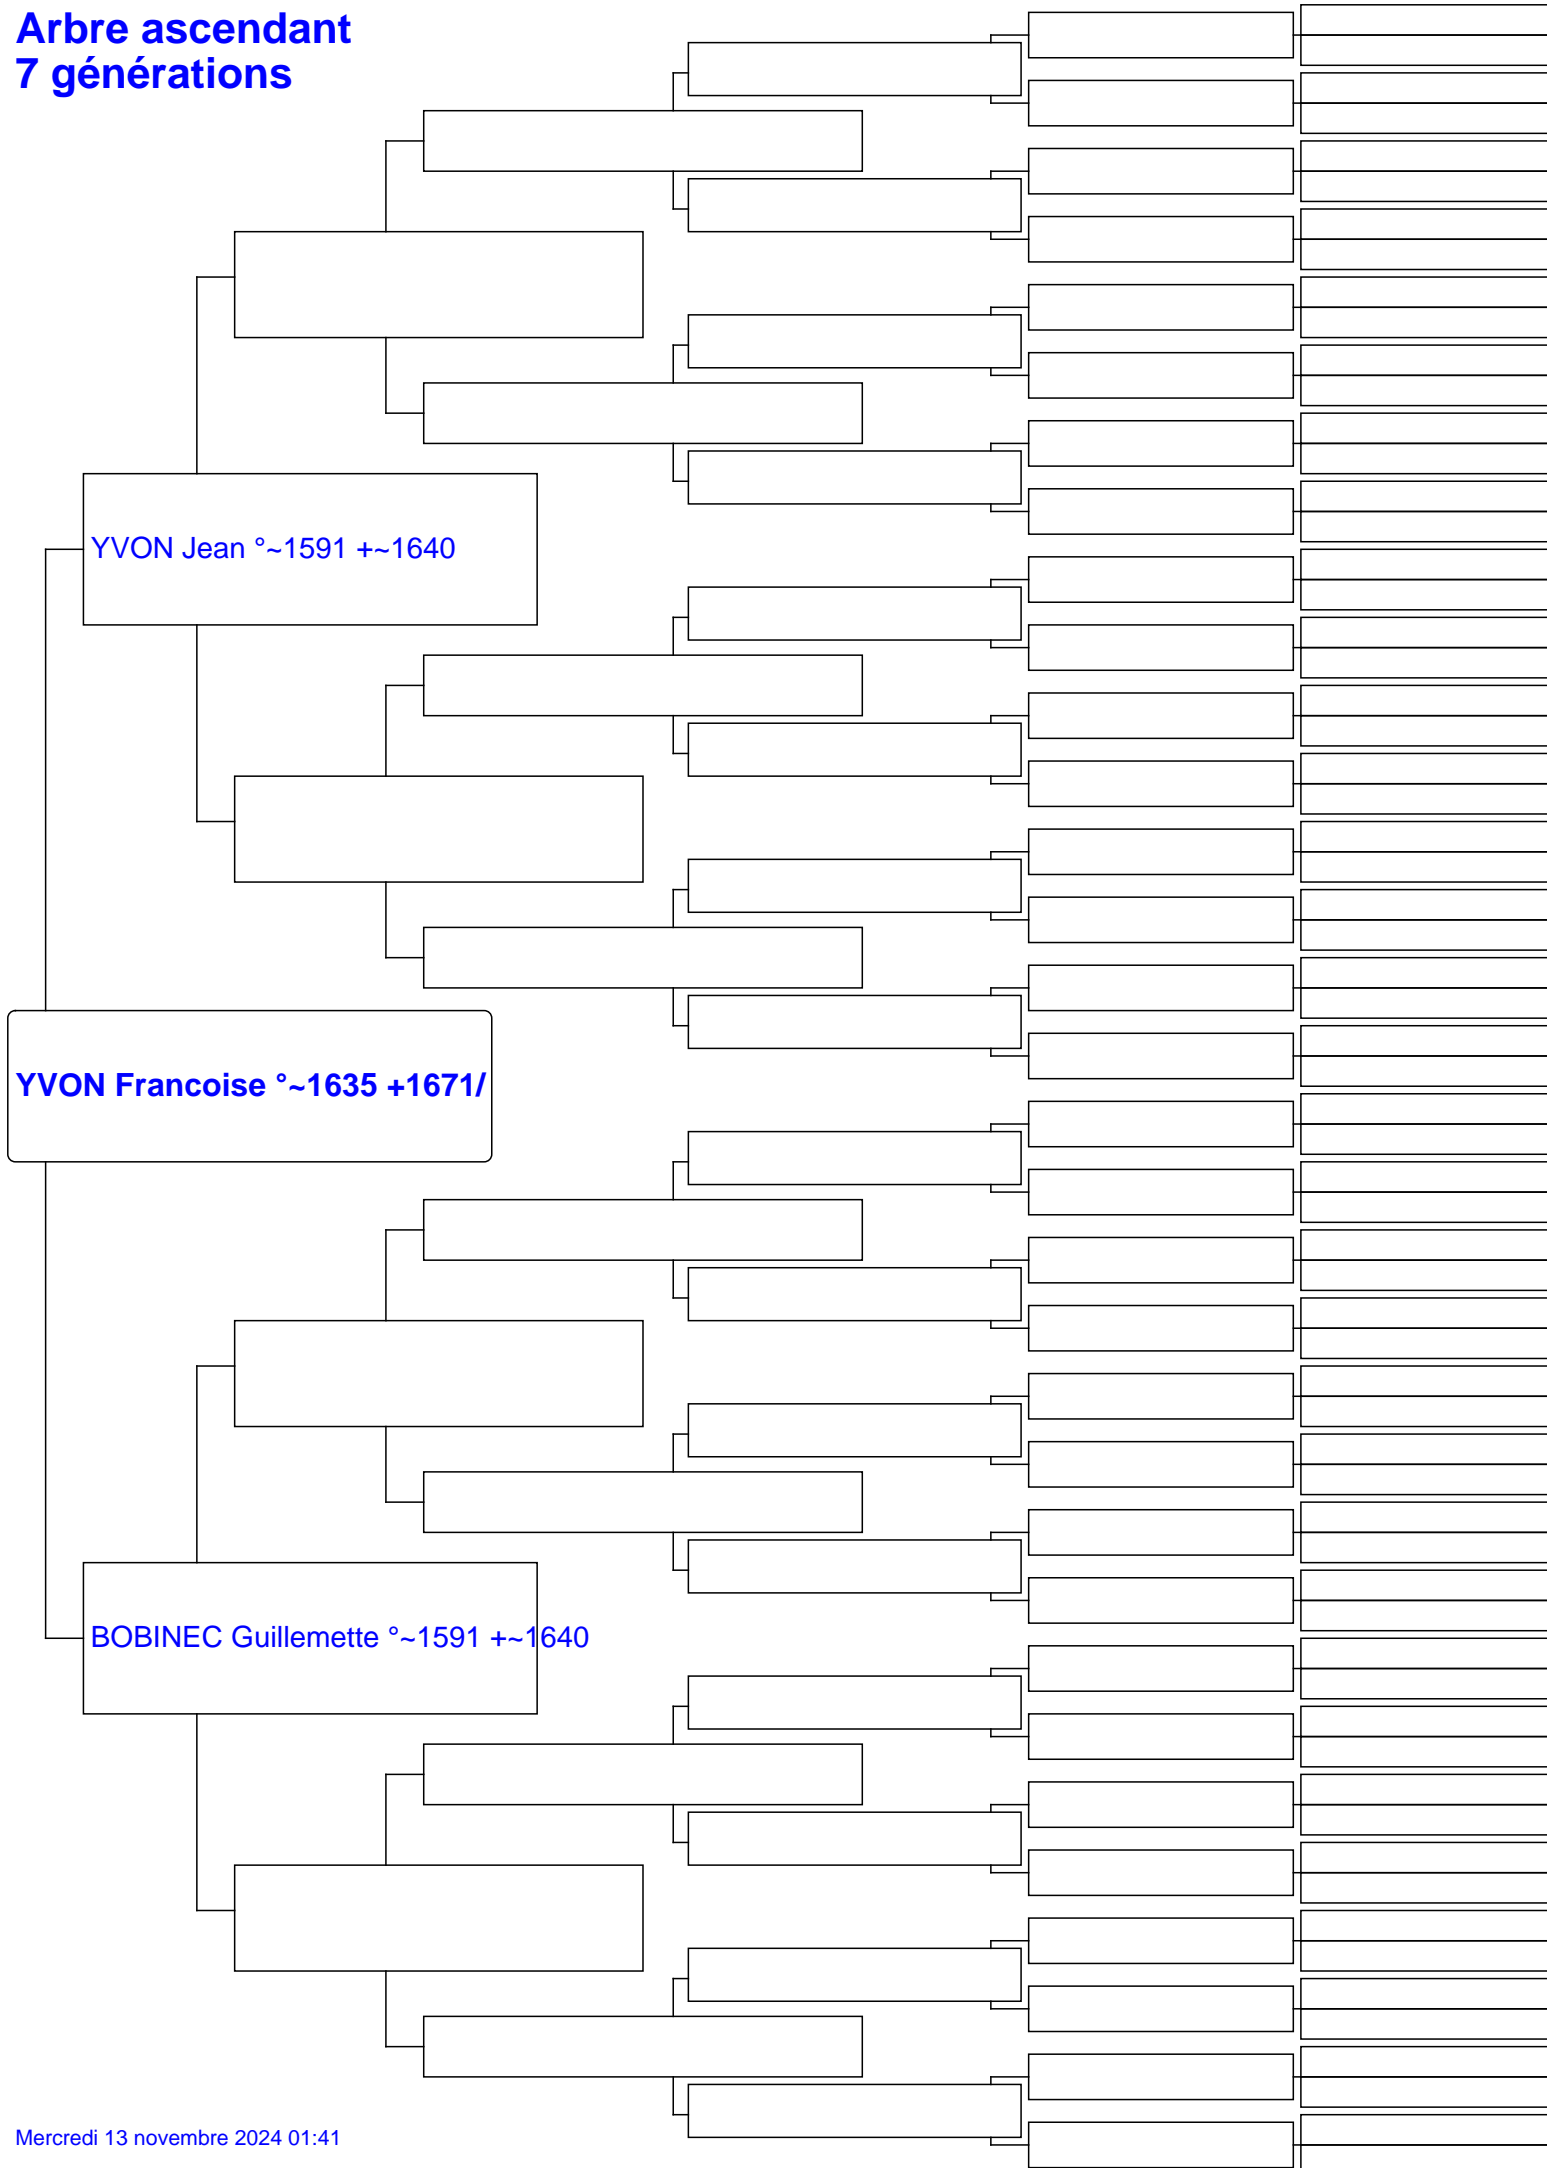 Arbre ascendant
7 générations
YVON Jean °~1591 +~1640
YVON Francoise °~1635 +1671/
BOBINEC Guillemette °~1591 +~1640
Mercredi 13 novembre 2024 01:41